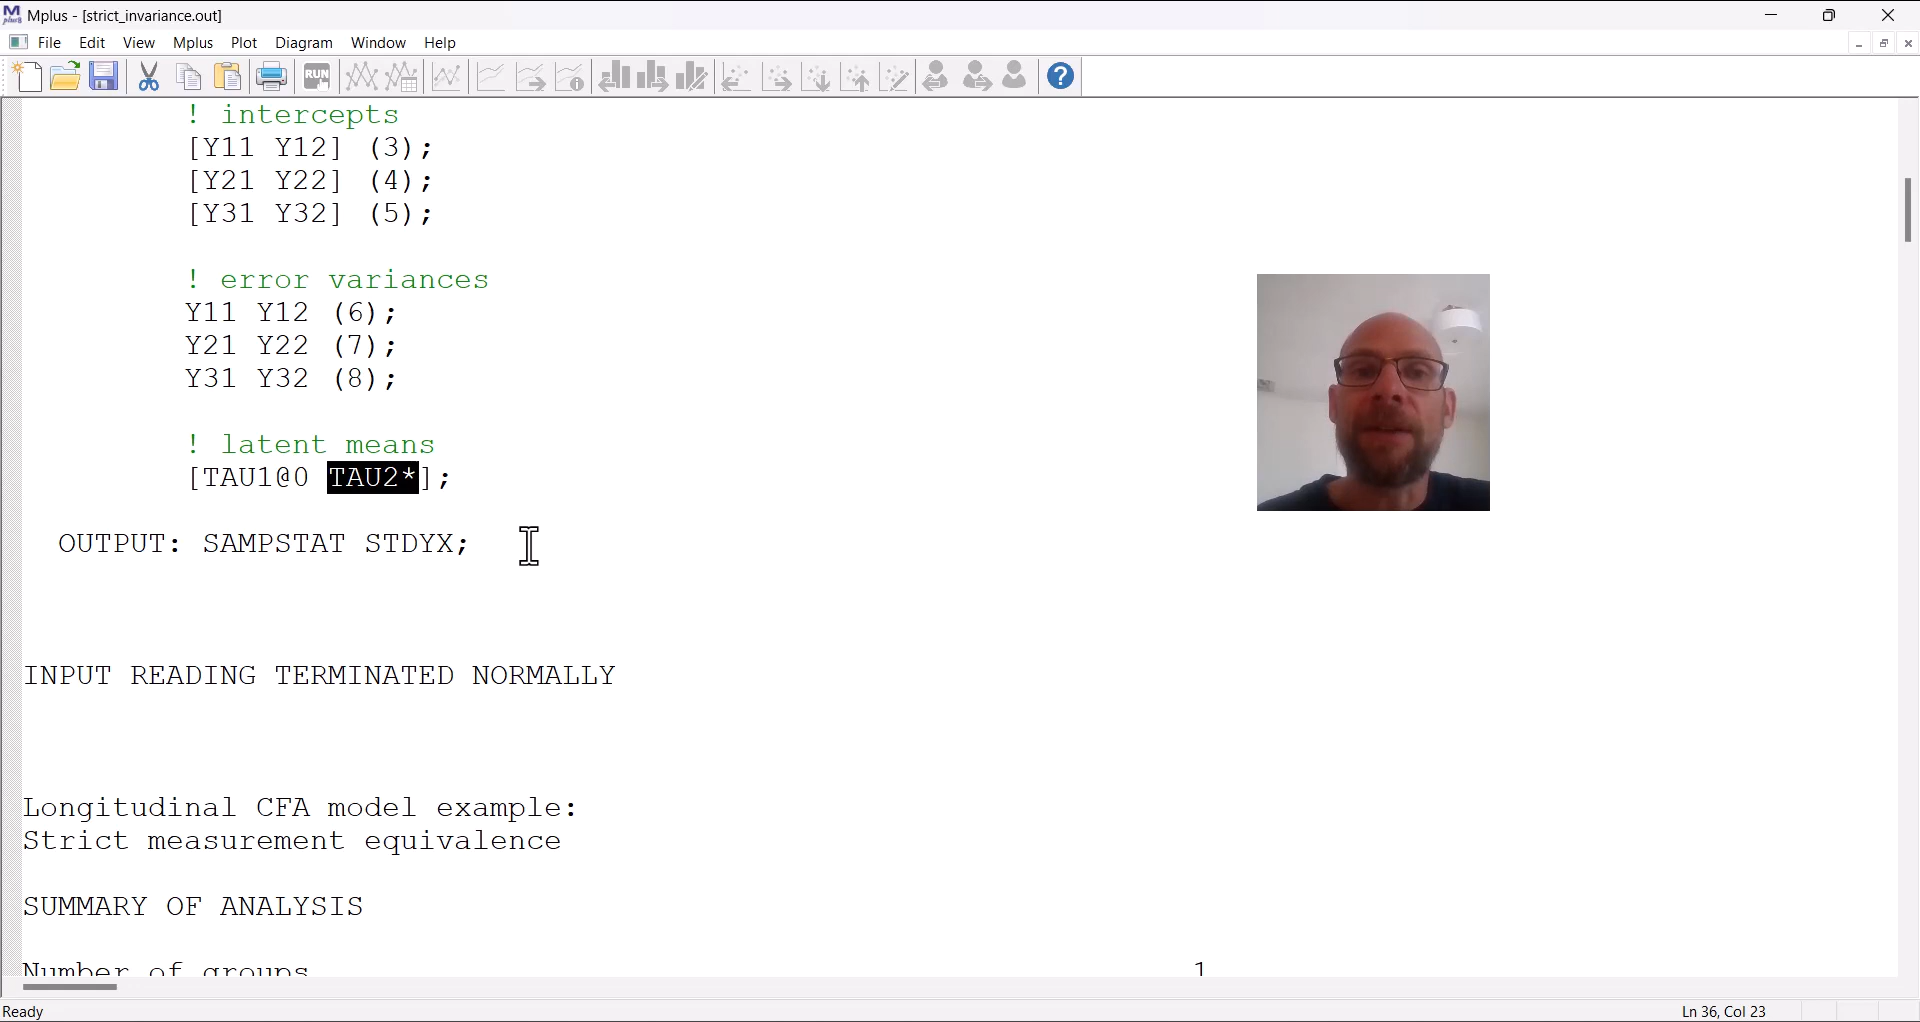 Mplus - [strict_invariance.out]
File Edit View Mplus Plot Diagram Window Help
RUN
! intercepts
[Y11 Y12] (3);
[Y21 Y22] (4);
[Y31 Y32] (5);
! error variances
Y11 Y12 (6);
Y21 Y22 (7);
Y31 Y32 (8);
! latent means
[TAU1@0 TAU2*];
OUTPUT: SAMPSTAT STDYX;
INPUT READING TERMINATED NORMALLY
Longitudinal CFA model example:
Strict measurement equivalence
SUMMARY OF ANALYSIS
Number of groups 1
Ready Ln 36, Col 23